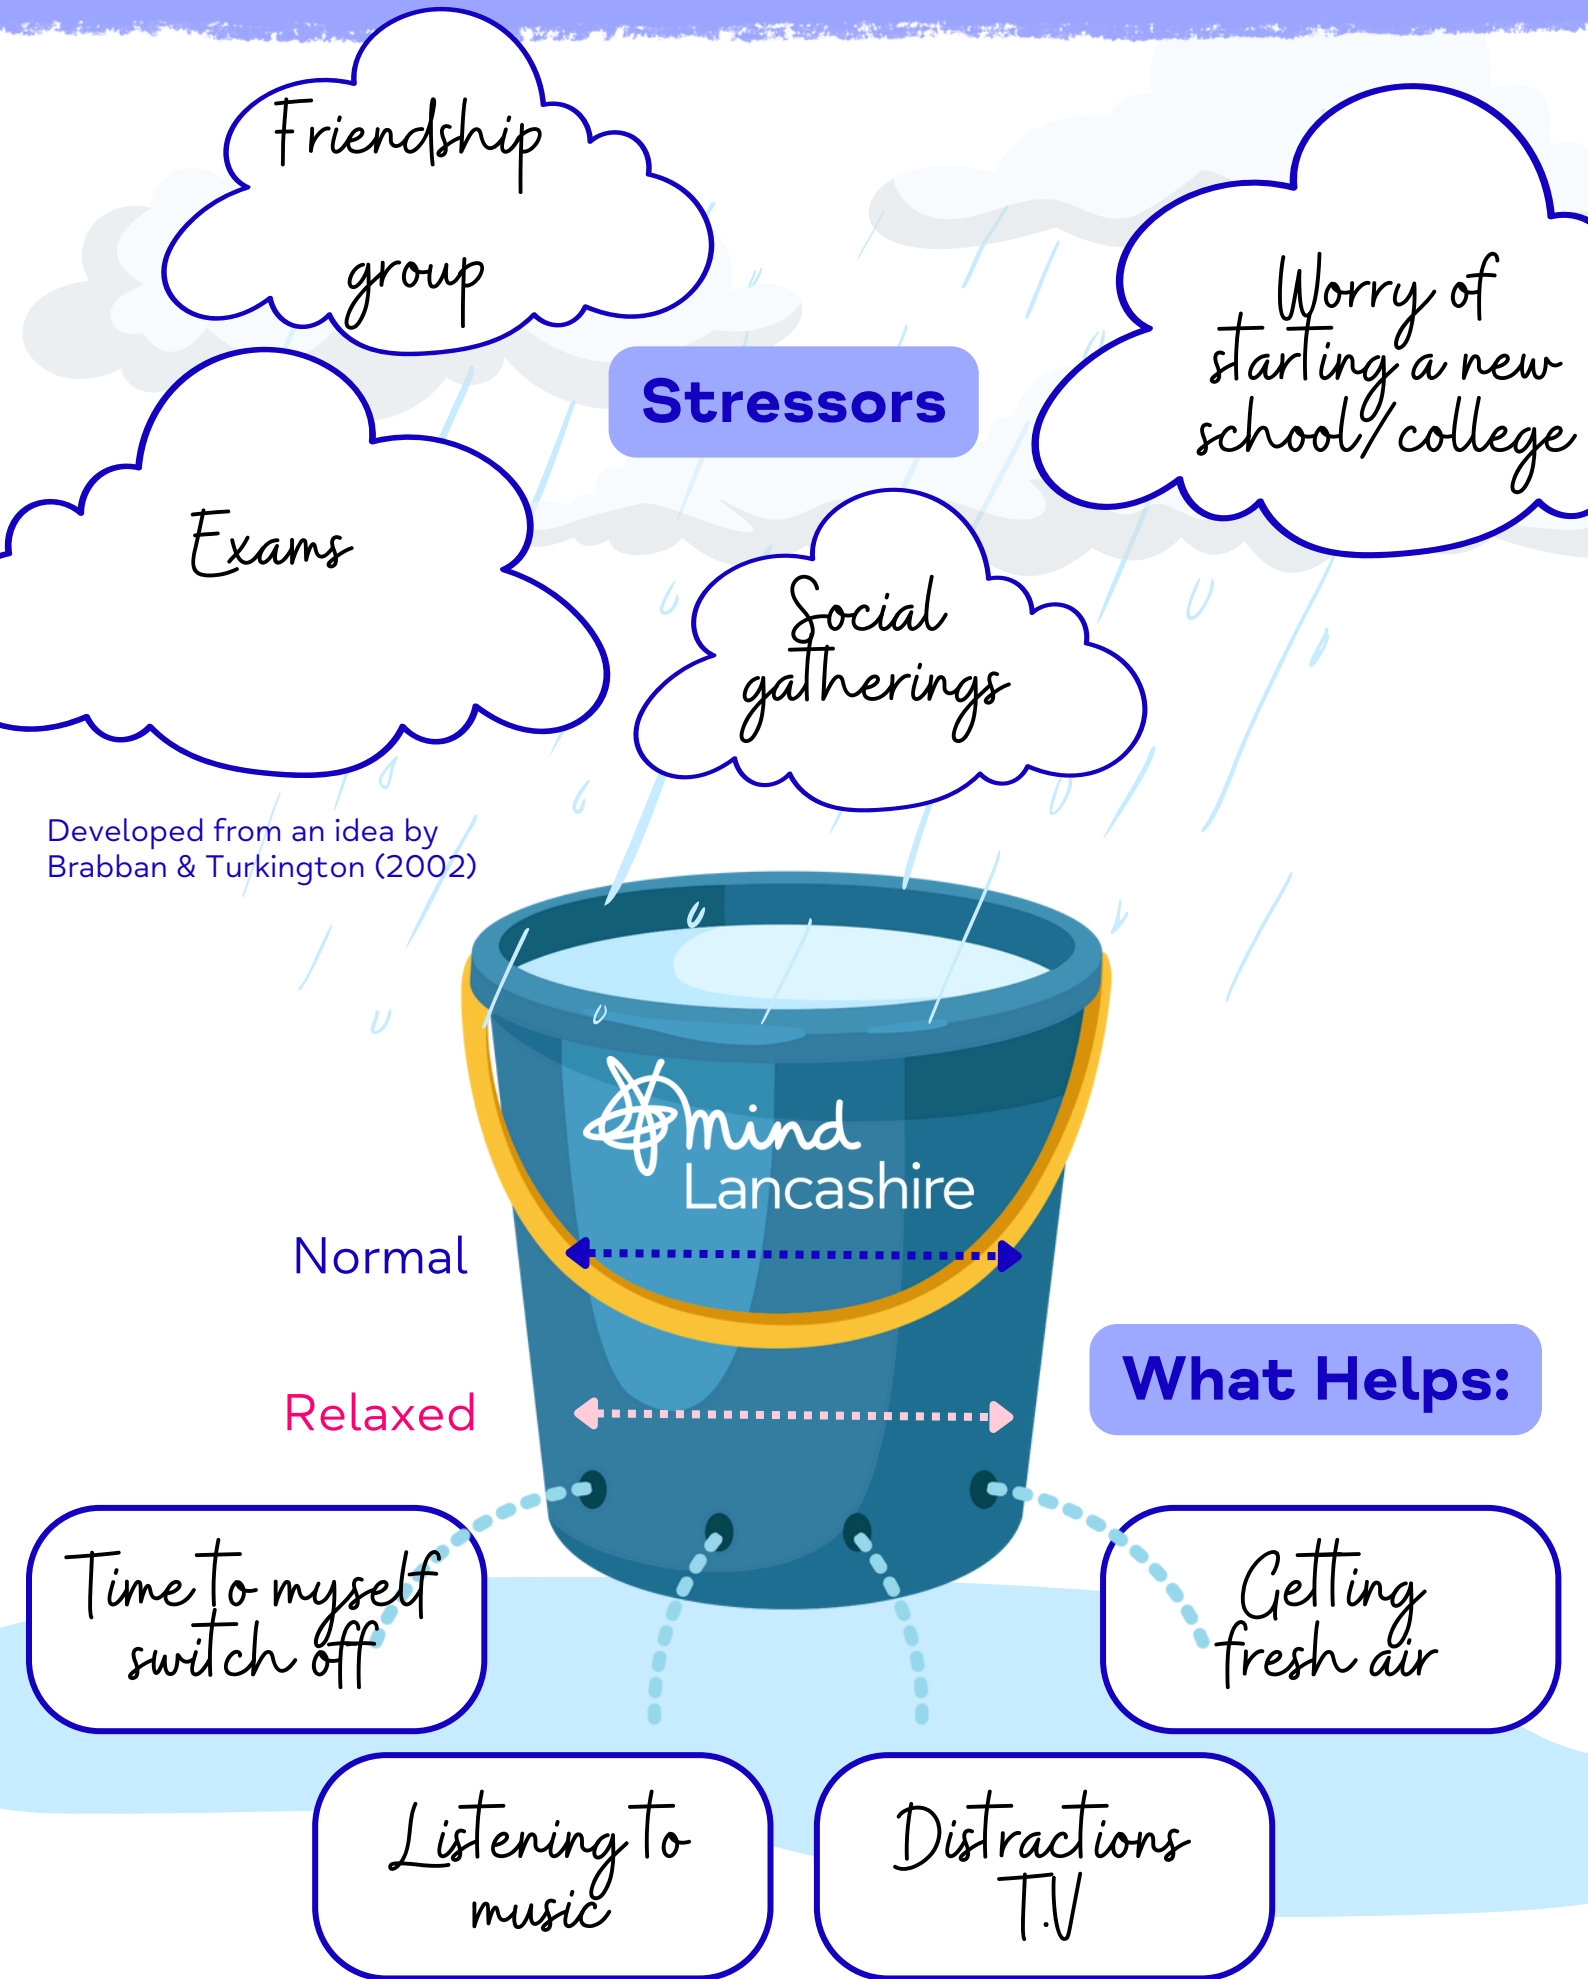 Friendship
group
Worry of
starting a new
school/college
Stressors
Exams
Social
gatherings
Developed from an idea by
Brabban & Turkington (2002)
mind
Lancashire
Normal
Relaxed
What Helps:
Time to myself
switch off
Getting
fresh air
Listening to
music
Distractions
T.V